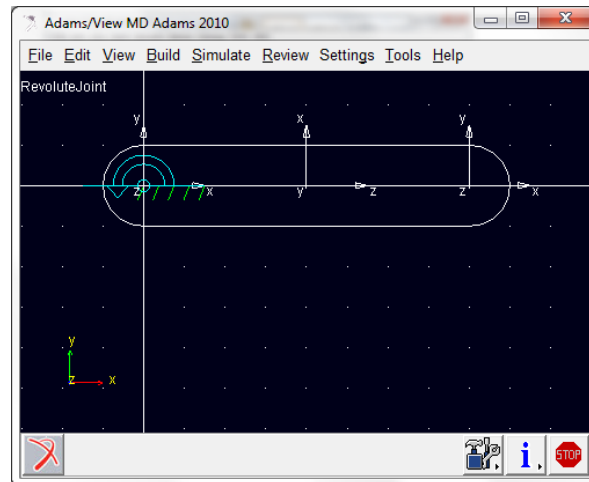 Adams/View MD Adams 2010
File Edit View Build Simulate Review Settings Tools Help
RevoluteJoint
y x y
z x y z z x
y
z x
i
STOP